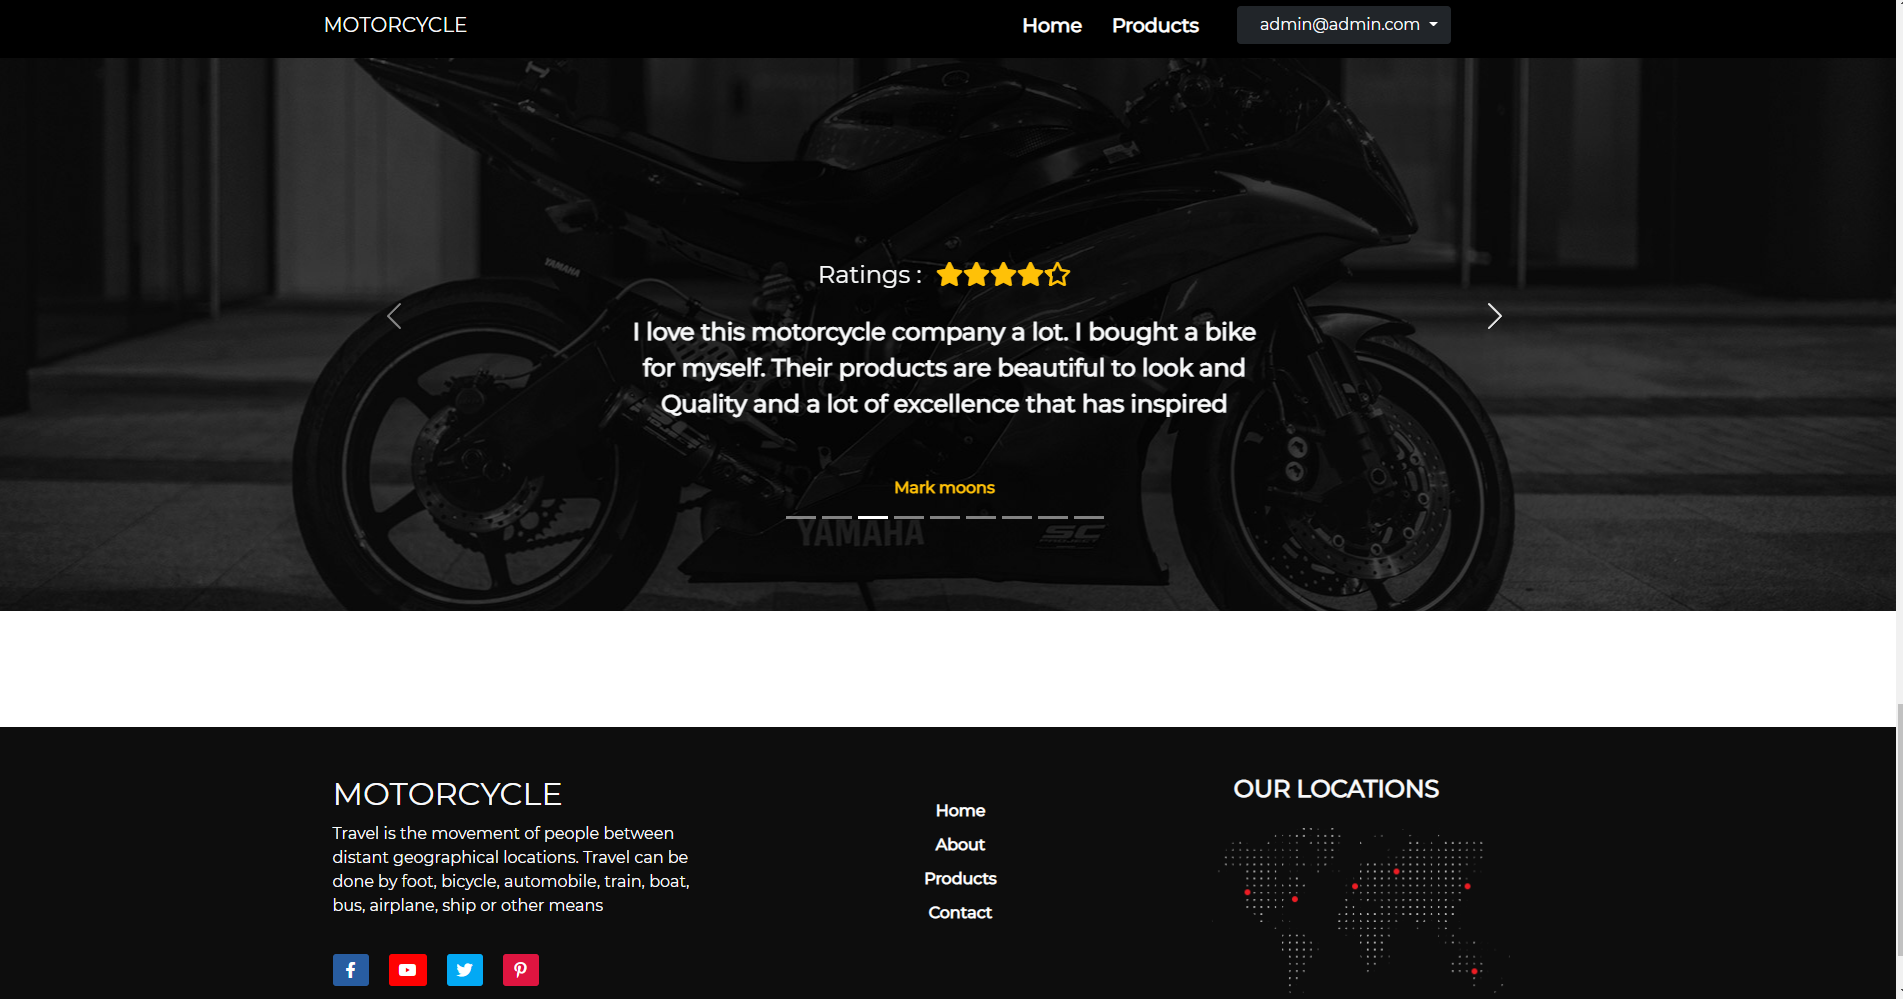 MOTORCYCLE
Home
Products
admin@admin.com
YAMAHA
Ratings :
I love this motorcycle company a lot. I bought a bike
for myself. Their products are beautiful to look and
Quality and a lot of excellence that has inspired
Mark moons
YAMAHA
SC
PROJECT
MOTORCYCLE
Travel is the movement of people between
distant geographical locations. Travel can be
done by foot, bicycle, automobile, train, boat,
bus, airplane, ship or other means
Home
About
Products
Contact
OUR LOCATIONS